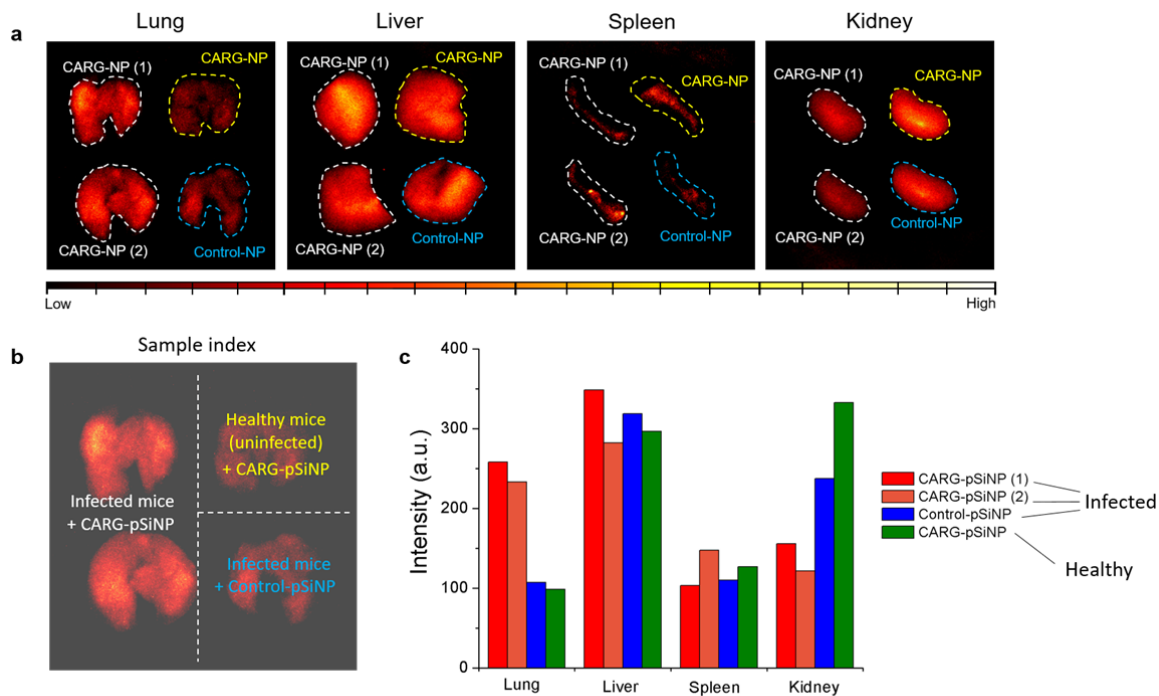 Lung
Liver
Spleen
Kidney
a
CARG-NP (1)
CARG-NP
CARG-NP (2)
Control-NP
CARG-NP (1)
CARG-NP
CARG-NP (2)
Control-NP
CARG-NP (1)
CARG-NP
CARG-NP (2)
Control-NP
CARG-NP (1)
CARG-NP
CARG-NP (2)
Control-NP
Low
High
b
Sample index
Healthy mice
(uninfected)
+ CARG-pSiNP
Infected mice
+ CARG-pSiNP
Infected mice
+ Control-pSiNP
c
Intensity (a.u.)
400
300
200
100
0
Lung
Liver
Spleen
Kidney
CARG-pSiNP (1)
CARG-pSiNP (2)
Control-pSiNP
CARG-pSiNP
Infected
Healthy